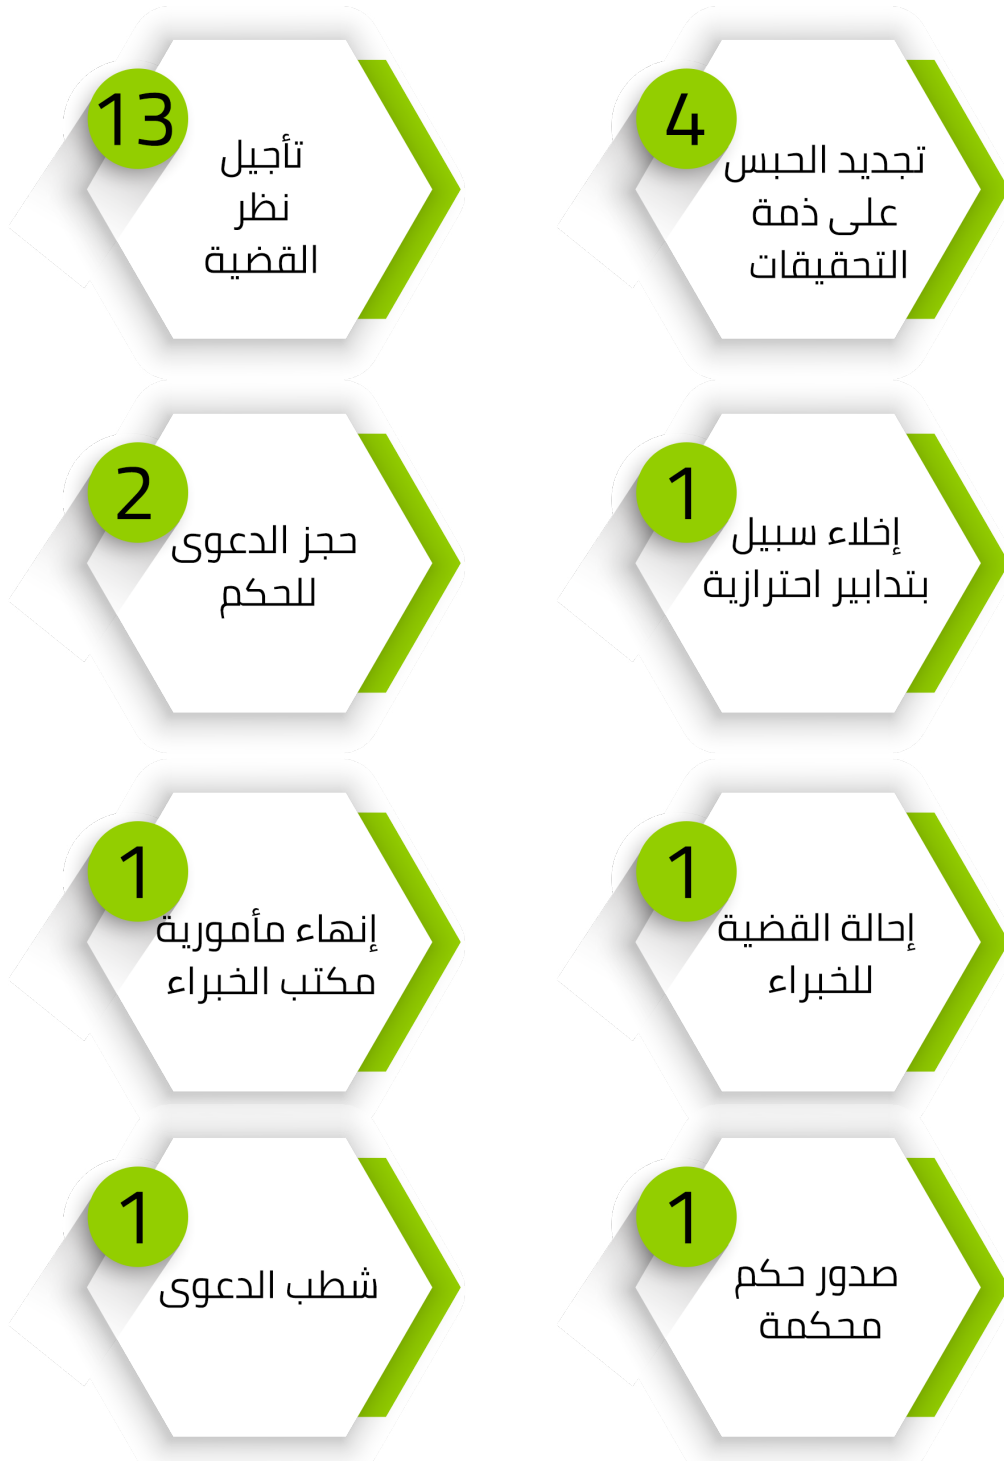 4
تجديد الحبس
على ذمة
التحقيقات
13
تأجيل
نظر
القضية
1
إخلاء سبيل
بتدابير احترازية
2
حجز الدعوى
للحكم
1
إحالة القضية
للخبراء
1
إنهاء مأمورية
مكتب الخبراء
1
صدور حكم
محكمة
1
شطب الدعوى